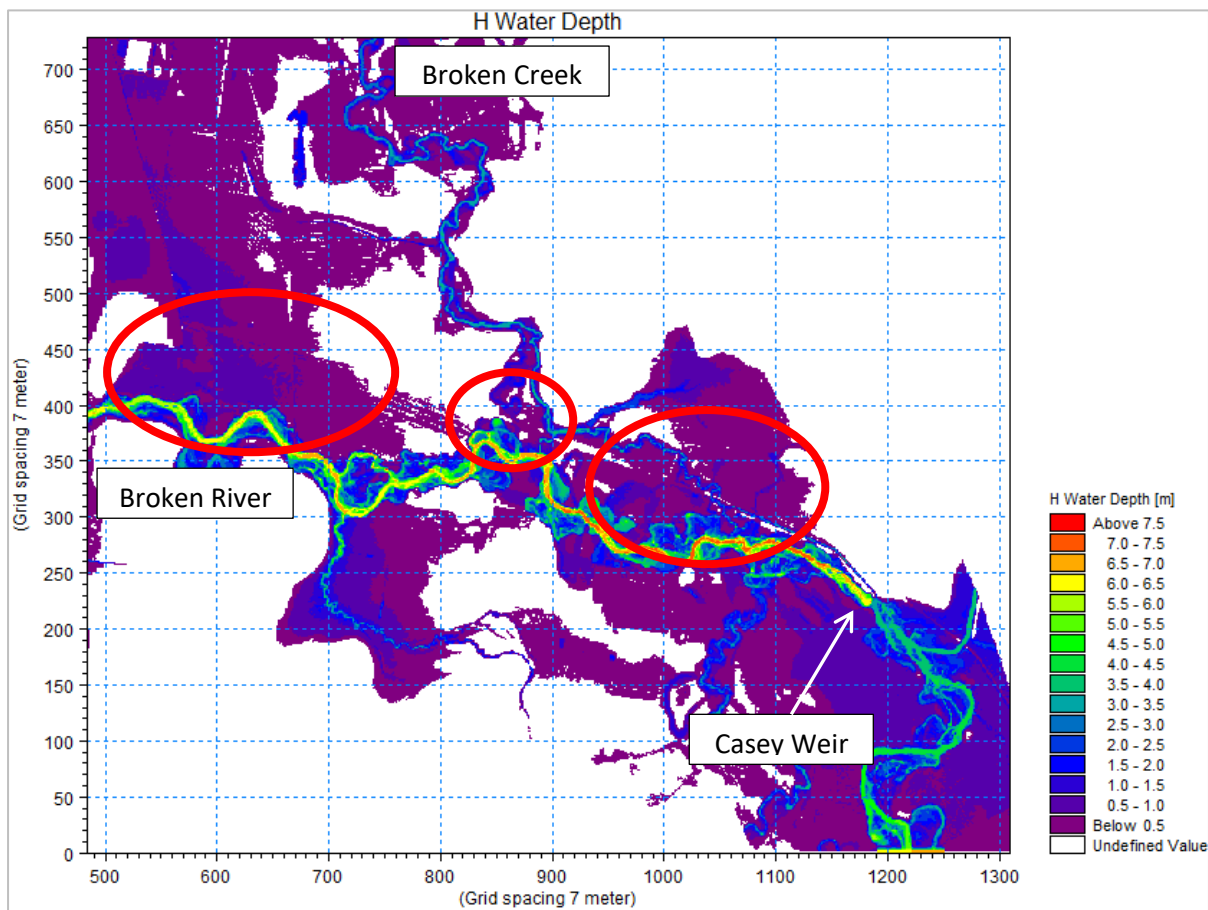 H Water Depth
Broken Creek
700
650
600
550
500
450
400
350
300
250
200
150
100
50
0
(Grid spacing 7 meter)
Broken River
Casey Weir
500 600 700 800 900 1000 1100 1200 1300
(Grid spacing 7 meter)
H Water Depth [m]
Above 7.5
7.0 - 7.5
6.5 - 7.0
6.0 - 6.5
5.5 - 6.0
5.0 - 5.5
4.5 - 5.0
4.0 - 4.5
3.5 - 4.0
3.0 - 3.5
2.5 - 3.0
2.0 - 2.5
1.5 - 2.0
1.0 - 1.5
0.5 - 1.0
Below 0.5
Undefined Value